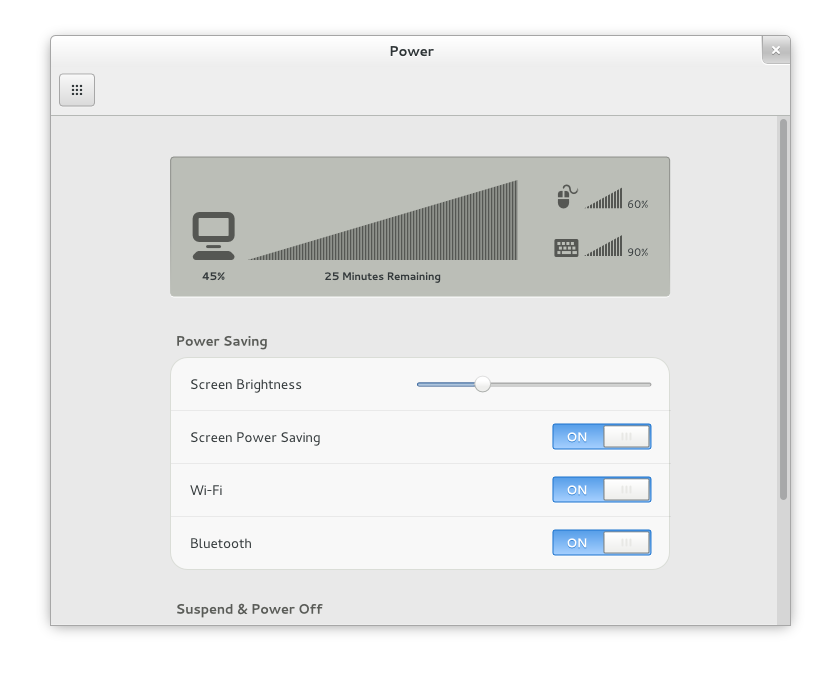 Power
60%
90%
45%
25 Minutes Remaining
Power Saving
Screen Brightness
Screen Power Saving ON
Wi-Fi ON
Bluetooth ON
Suspend & Power Off